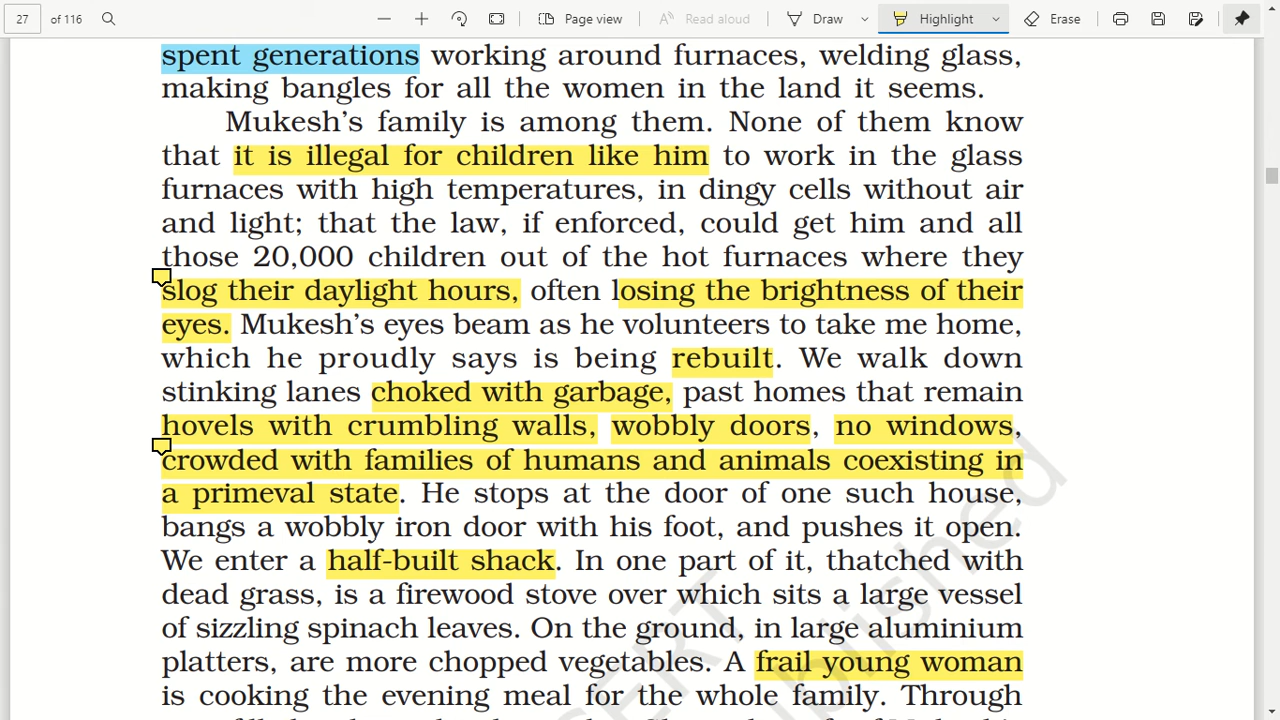 27 of 116 Page view Read aloud Draw Highlight Erase
spent generations working around furnaces, welding glass,
making bangles for all the women in the land it seems.
Mukesh's family is among them. None of them know
that it is illegal for children like him to work in the glass
furnaces with high temperatures, in dingy cells without air
and light; that the law, if enforced, could get him and all
those 20,000 children out of the hot furnaces where they
slog their daylight hours, often losing the brightness of their
eyes. Mukesh's eyes beam as he volunteers to take me home,
which he proudly says is being rebuilt. We walk down
stinking lanes choked with garbage, past homes that remain
hovels with crumbling walls, wobbly doors, no windows,
crowded with families of humans and animals coexisting in
a primeval state. He stops at the door of one such house,
bangs a wobbly iron door with his foot, and pushes it open.
We enter a half-built shack. In one part of it, thatched with
dead grass, is a firewood stove over which sits a large vessel
of sizzling spinach leaves. On the ground, in large aluminium
platters, are more chopped vegetables. A frail young woman
is cooking the evening meal for the whole family. Through